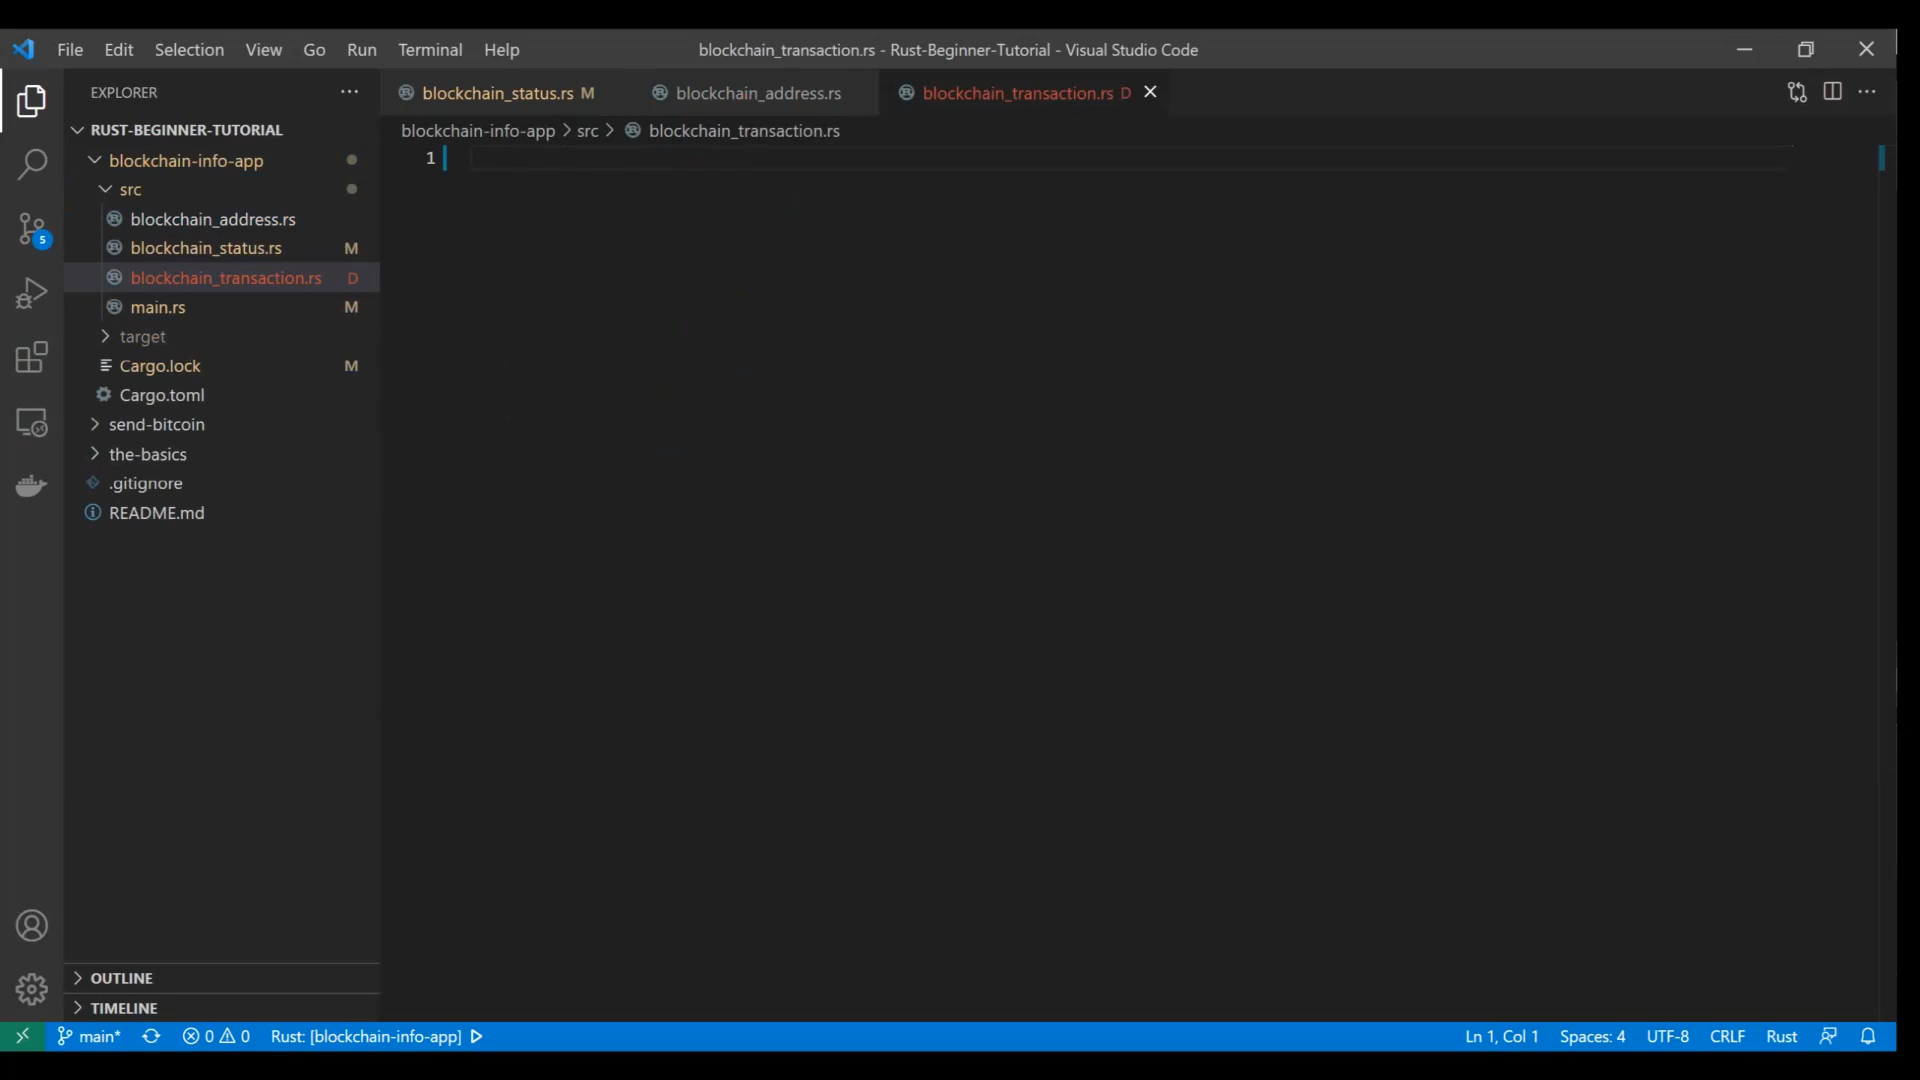 File Edit Selection View Go Run Terminal Help
blockchain_transaction.rs - Rust-Beginner-Tutorial - Visual Studio Code
EXPLORER
blockchain_status.rs M
blockchain_address.rs
blockchain_transaction.rs D
RUST-BEGINNER-TUTORIAL
blockchain-info-app > src > blockchain_transaction.rs
1
blockchain-info-app
src
blockchain_address.rs
blockchain_status.rs M
blockchain_transaction.rs D
main.rs M
target
Cargo.lock M
Cargo.toml
send-bitcoin
the-basics
.gitignore
README.md
5
OUTLINE
TIMELINE
main* 0 0 Rust: [blockchain-info-app] Ln 1, Col 1 Spaces: 4 UTF-8 CRLF Rust